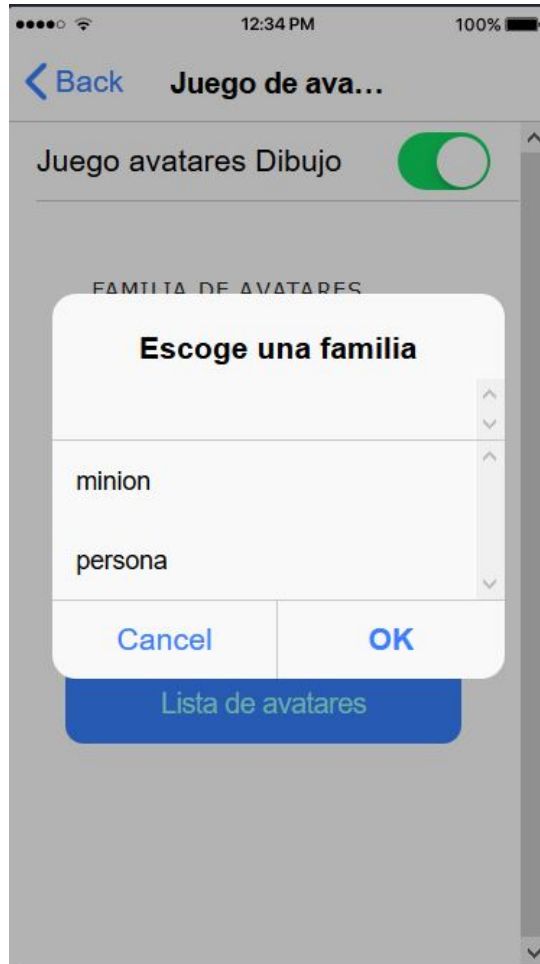 12:34 PM 100%
Back Juego de ava...
Juego avatares Dibujo
FAMILIA DE AVATARES
Escoge una familia
minion
persona
Cancel OK
Lista de avatares